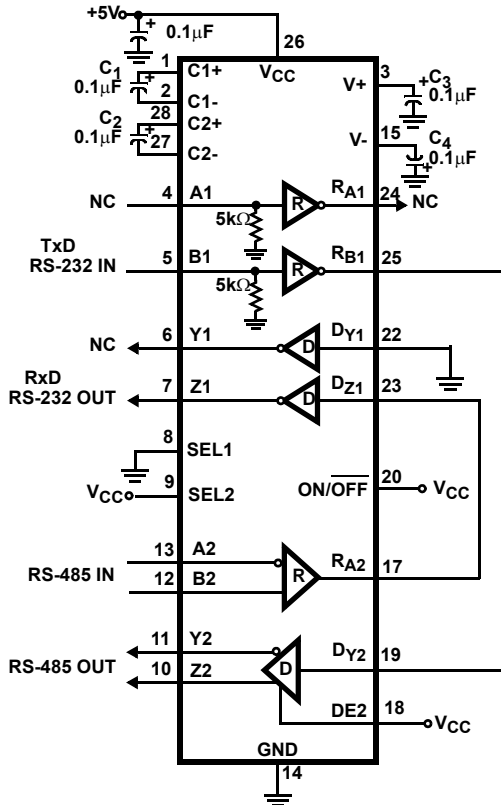 +5V
0.1μF
26
1
C1
0.1μF
C1+
VCC
3
V+
C3
0.1μF
2
C1-
28
C2
0.1μF
C2+
27
C2-
15
V-
C4
0.1μF
NC
4
A1
5kΩ
R
RA1
24
NC
TxD
RS-232 IN
5
B1
5kΩ
R
RB1
25
NC
6
Y1
D
DY1
22
RxD
RS-232 OUT
7
Z1
D
DZ1
23
8
SEL1
VCC
9
SEL2
ON/OFF
20
VCC
RS-485 IN
13
A2
12
B2
R
RA2
17
RS-485 OUT
11
Y2
10
Z2
D
DY2
19
DE2
18
VCC
GND
14